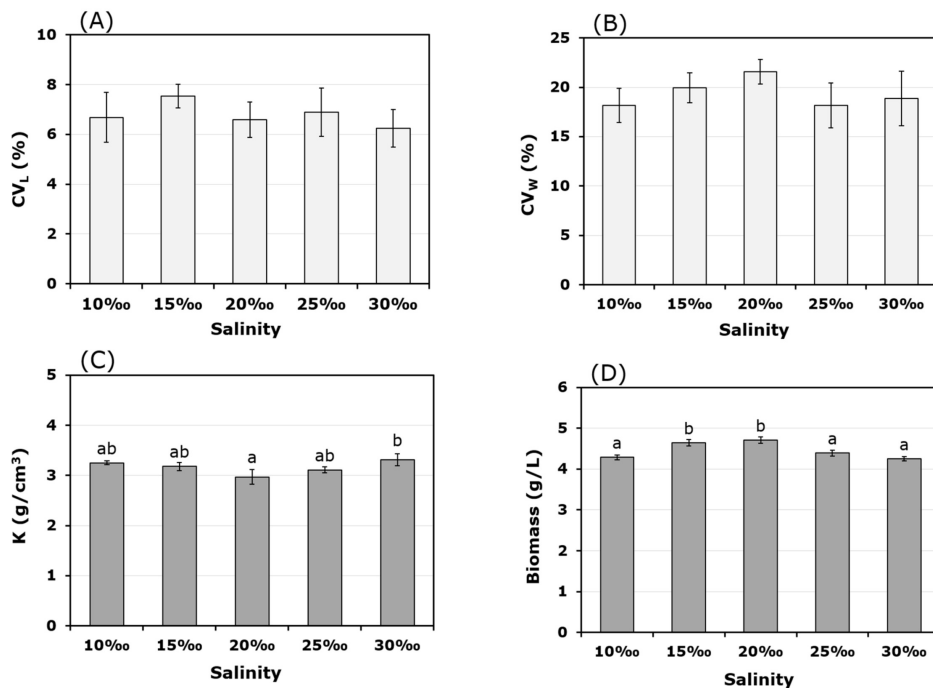 (A)
10
8
6
4
2
0
CV_L (%)
10‰ 15‰ 20‰ 25‰ 30‰
Salinity
(B)
25
20
15
10
5
0
CV_W (%)
10‰ 15‰ 20‰ 25‰ 30‰
Salinity
(C)
5
4
3
2
1
0
K (g/cm³)
ab ab a ab b
10‰ 15‰ 20‰ 25‰ 30‰
Salinity
(D)
6
5
4
3
2
1
0
Biomass (g/L)
a b b a a
10‰ 15‰ 20‰ 25‰ 30‰
Salinity